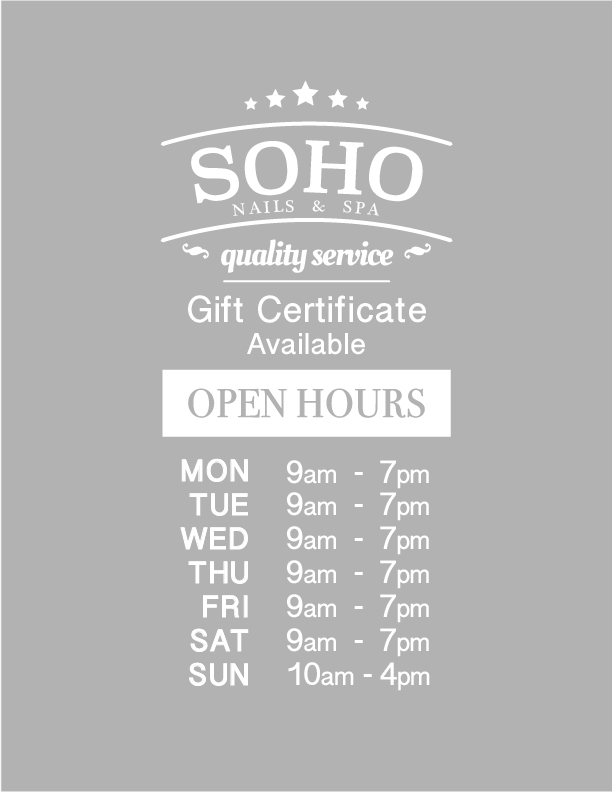 SOHO
NAILS & SPA
quality service
Gift Certificate
Available
OPEN HOURS
MON 9am - 7pm
TUE 9am - 7pm
WED 9am - 7pm
THU 9am - 7pm
FRI 9am - 7pm
SAT 9am - 7pm
SUN 10am - 4pm